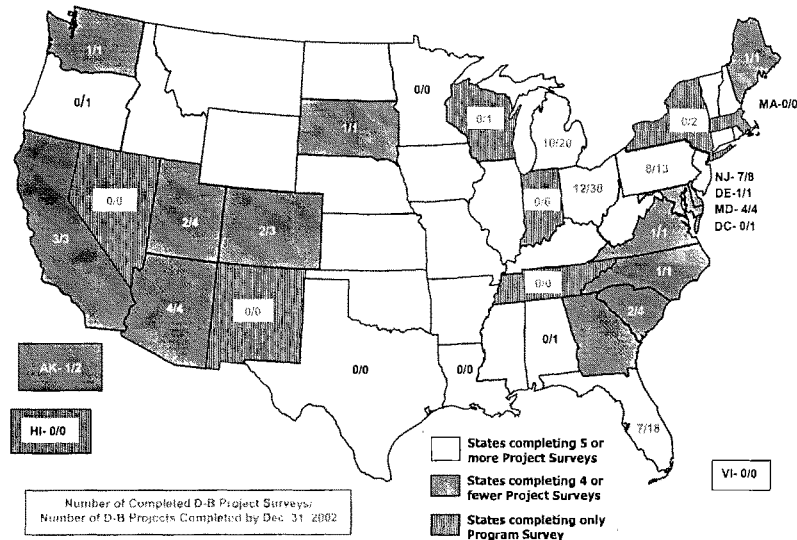 1/1
0/1
1/1
0/0
0/1
10/20
0/2
1/1
MA-0/0
8/13
NJ- 7/8
DE-1/1
MD- 4/4
DC- 0/1
12/30
0/6
1/1
1/1
2/4
0/0
0/1
7/18
3/3
0/0
2/4
2/3
4/4
0/0
0/0
0/0
AK- 1/2
HI- 0/0
VI- 0/0
States completing 5 or
more Project Surveys
States completing 4 or
fewer Project Surveys
States completing only
Program Survey
Number of Completed D-B Project Surveys/
Number of D-B Projects Completed by Dec. 31, 2002